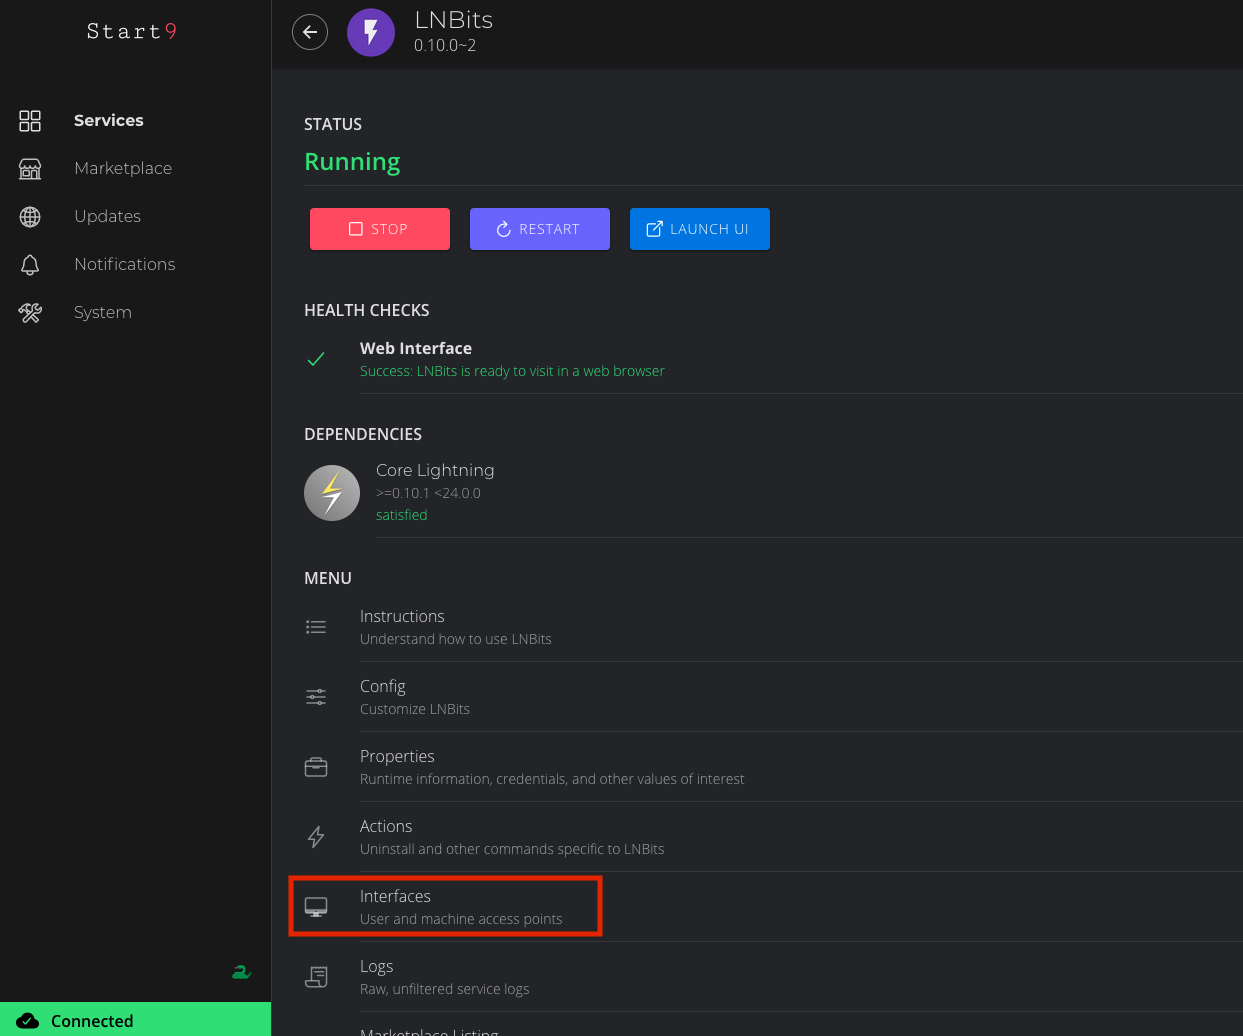 Start9
LNBits
0.10.0~2
Services
Marketplace
Updates
Notifications
System
STATUS
Running
STOP
RESTART
LAUNCH UI
HEALTH CHECKS
Web Interface
Success: LNBits is ready to visit in a web browser
DEPENDENCIES
Core Lightning
>=0.10.1 <24.0.0
satisfied
MENU
Instructions
Understand how to use LNBits
Config
Customize LNBits
Properties
Runtime information, credentials, and other values of interest
Actions
Uninstall and other commands specific to LNBits
Interfaces
User and machine access points
Logs
Raw, unfiltered service logs
Marketplace Listing
Connected